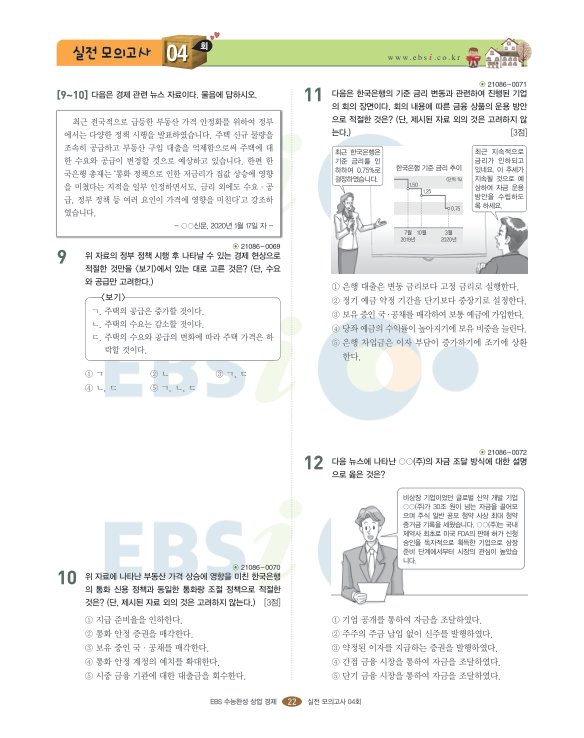 실전 모의고사 04 회
www.ebsi.co.kr
[9~10] 다음은 경제 관련 뉴스 자료이다. 물음에 답하시오.
최근 전국적으로 급등한 부동산 가격 안정화를 위하여 정부
에서는 다양한 정책 시행을 발표하였습니다. 주택 신규 물량을
조속히 공급하고 부동산 구입 대출을 억제함으로써 주택에 대
한 수요와 공급이 변경할 것으로 예상하고 있습니다. 한편 한
국은행 총재는 '통화 정책으로 인한 저금리가 집값 상승에 영향
을 미쳤다는 지적을 일부 인정하면서도, 금리 외에도 수요·공
급, 정부 정책 등 여러 요인이 가격에 영향을 미친다'고 강조하
였습니다.
- ○○신문, 2020년 1월 17일 자 -
21086-0069
9 위 자료의 정부 정책 시행 후 나타날 수 있는 경제 현상으로
적절한 것만을 <보기>에서 있는 대로 고른 것은? (단, 수요
와 공급만 고려한다.)
<보기>
ㄱ. 주택의 공급은 증가할 것이다.
ㄴ. 주택의 수요는 감소할 것이다.
ㄷ. 주택의 수요와 공급의 변화에 따라 주택 가격은 하
락할 것이다.
① ㄱ ② ㄴ ③ ㄱ, ㄷ
④ ㄴ, ㄷ ⑤ ㄱ, ㄴ, ㄷ
21086-0070
10 위 자료에 나타난 부동산 가격 상승에 영향을 미친 한국은행
의 통화 신용 정책과 동일한 통화량 조절 정책으로 적절한
것은? (단, 제시된 자료 외의 것은 고려하지 않는다.) [3점]
① 지급 준비율을 인하한다.
② 통화 안정 증권을 매각한다.
③ 보유 중인 국·공채를 매각한다.
④ 통화 안정 계정의 예치를 확대한다.
⑤ 시중 금융 기관에 대한 대출금을 회수한다.
21086-0071
11 다음은 한국은행의 기준 금리 변동과 관련하여 진행된 기업
의 회의 장면이다. 회의 내용에 따른 금융 상품의 운용 방안
으로 적절한 것은? (단, 제시된 자료 외의 것은 고려하지 않
는다.) [3점]
최근 한국은행은
기준 금리를 인
하하여 0.75%로
결정하였습니다.
한국은행 기준 금리 추이
(단위: %)
1.50
1.25
0.75
7월 10월 3월
2019년 2020년
최근 지속적으로
금리가 인하되고
있네요. 이 추세가
지속될 것으로 예
상하여 자금 운용
방안을 수립하도
록 하세요.
① 은행 대출은 변동 금리보다 고정 금리로 실행한다.
② 정기 예금 약정 기간을 단기보다 중장기로 설정한다.
③ 보유 중인 국·공채를 매각하여 보통 예금에 가입한다.
④ 당좌 예금의 수익률이 높아지기에 보유 비중을 늘린다.
⑤ 은행 차입금은 이자 부담이 증가하기에 조기에 상환
한다.
21086-0072
12 다음 뉴스에 나타난 ○○(주)의 자금 조달 방식에 대한 설명
으로 옳은 것은?
비상장 기업이었던 글로벌 신약 개발 기업
○○(주)가 30조 원이 넘는 자금을 끌어모
으며 주식 일반 공모 청약 사상 최대 청약
증거금 기록을 세웠습니다. ○○(주)는 국내
제약사 최초로 미국 FDA의 판매 허가 신청
승인을 독자적으로 획득한 기업으로 상장
준비 단계에서부터 시장의 관심이 높았습
니다.
① 기업 공개를 통하여 자금을 조달하였다.
② 주주의 주금 납입 없이 신주를 발행하였다.
③ 약정된 이자를 지급하는 증권을 발행하였다.
④ 간접 금융 시장을 통하여 자금을 조달하였다.
⑤ 단기 금융 시장을 통하여 자금을 조달하였다.
EBS 수능완성 상업 경제 22 실전 모의고사 04회